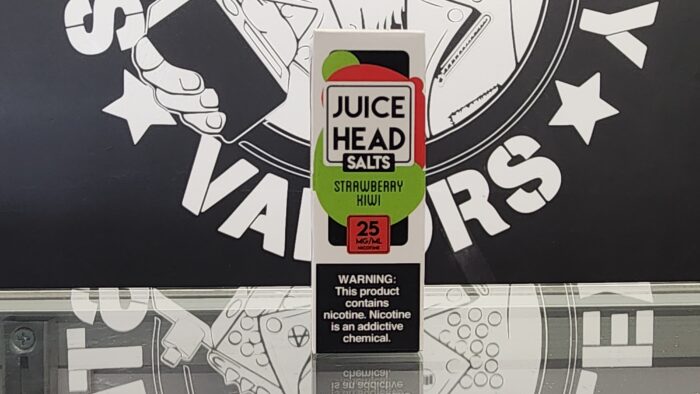 JUICE
HEAD
SALTS
STRAWBERRY
KIWI
25
MG/ML
NICOTINE
WARNING:
This product
contains
nicotine. Nicotine
is an addictive
chemical.